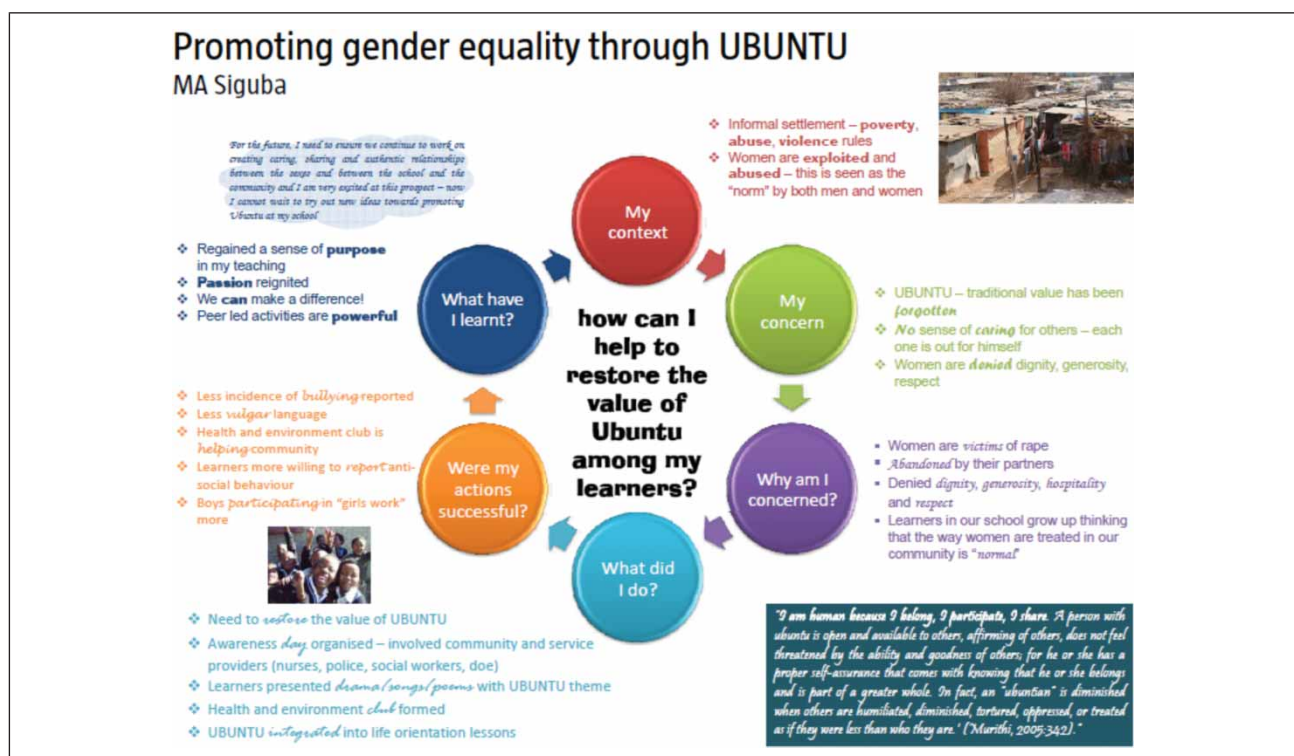 Promoting gender equality through UBUNTU
MA Siguba
For the future, I need to ensure we continue to work on
creating caring, sharing and authentic relationships
between the sexes and between the school and the
community and I am very excited at this prospect – now
I cannot wait to try out new ideas towards promoting
Ubuntu at my school
❖ Informal settlement – poverty,
abuse, violence rules
❖ Women are exploited and
abused – this is seen as the
"norm" by both men and women
My
context
❖ Regained a sense of purpose
in my teaching
❖ Passion reignited
❖ We can make a difference!
❖ Peer led activities are powerful
What have
I learnt?
how can I
help to
restore the
value of
Ubuntu
among my
learners?
My
concern
❖ UBUNTU – traditional value has been
forgotten
❖ No sense of caring for others – each
one is out for himself
❖ Women are denied dignity, generosity,
respect
❖ Less incidence of bullying reported
❖ Less vulgar language
❖ Health and environment club is
helping community
❖ Learners more willing to report anti-
social behaviour
❖ Boys participating in "girls work"
more
Were my
actions
successful?
Why am I
concerned?
▪ Women are victims of rape
▪ Abandoned by their partners
▪ Denied dignity, generosity, hospitality
and respect
▪ Learners in our school grow up thinking
that the way women are treated in our
community is "normal"
What did
I do?
❖ Need to restore the value of UBUNTU
❖ Awareness day organised – involved community and service
providers (nurses, police, social workers, doe)
❖ Learners presented drama/songs/poems with UBUNTU theme
❖ Health and environment club formed
❖ UBUNTU integrated into life orientation lessons
"I am human because I belong, I participate, I share. A person with
ubuntu is open and available to others, affirming of others, does not feel
threatened by the ability and goodness of others; for he or she has a
proper self-assurance that comes with knowing that he or she belongs
and is part of a greater whole. In fact, an "ubuntian" is diminished
when others are humiliated, diminished, tortured, oppressed, or treated
as if they were less than who they are." (Murithi, 2005:342)."